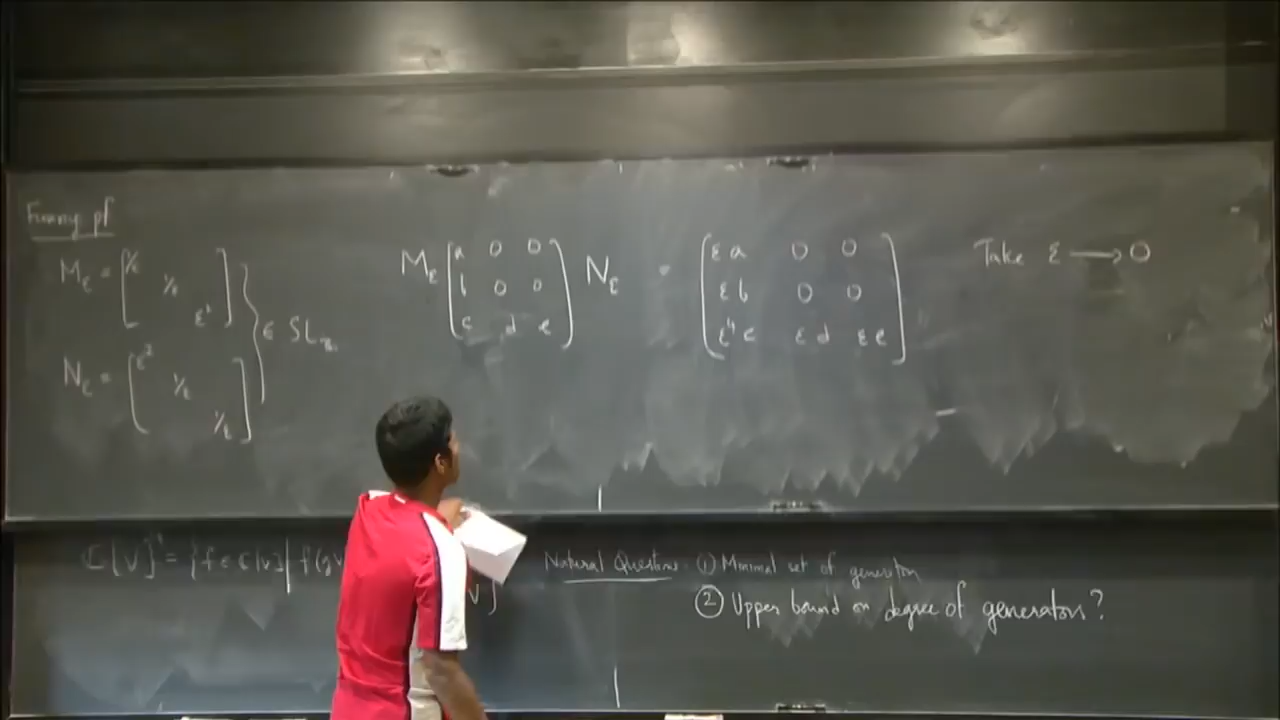 Funny pf
M_ε = [ 1/ε 1/ε ε² ]
N_ε = [ ε² 1/ε 1/ε ]
} ∈ SL
M_ε [ a 0 0
b 0 0
c d e ] N_ε = [ εa 0 0
εb 0 0
ε⁴c εd εe ]
Take ε → 0
ℂ[V] = { f ∈ ℂ[V] | f(g
V }
Natural Questions : (1) Minimal set of generators
(2) Upper bound on degree of generators?